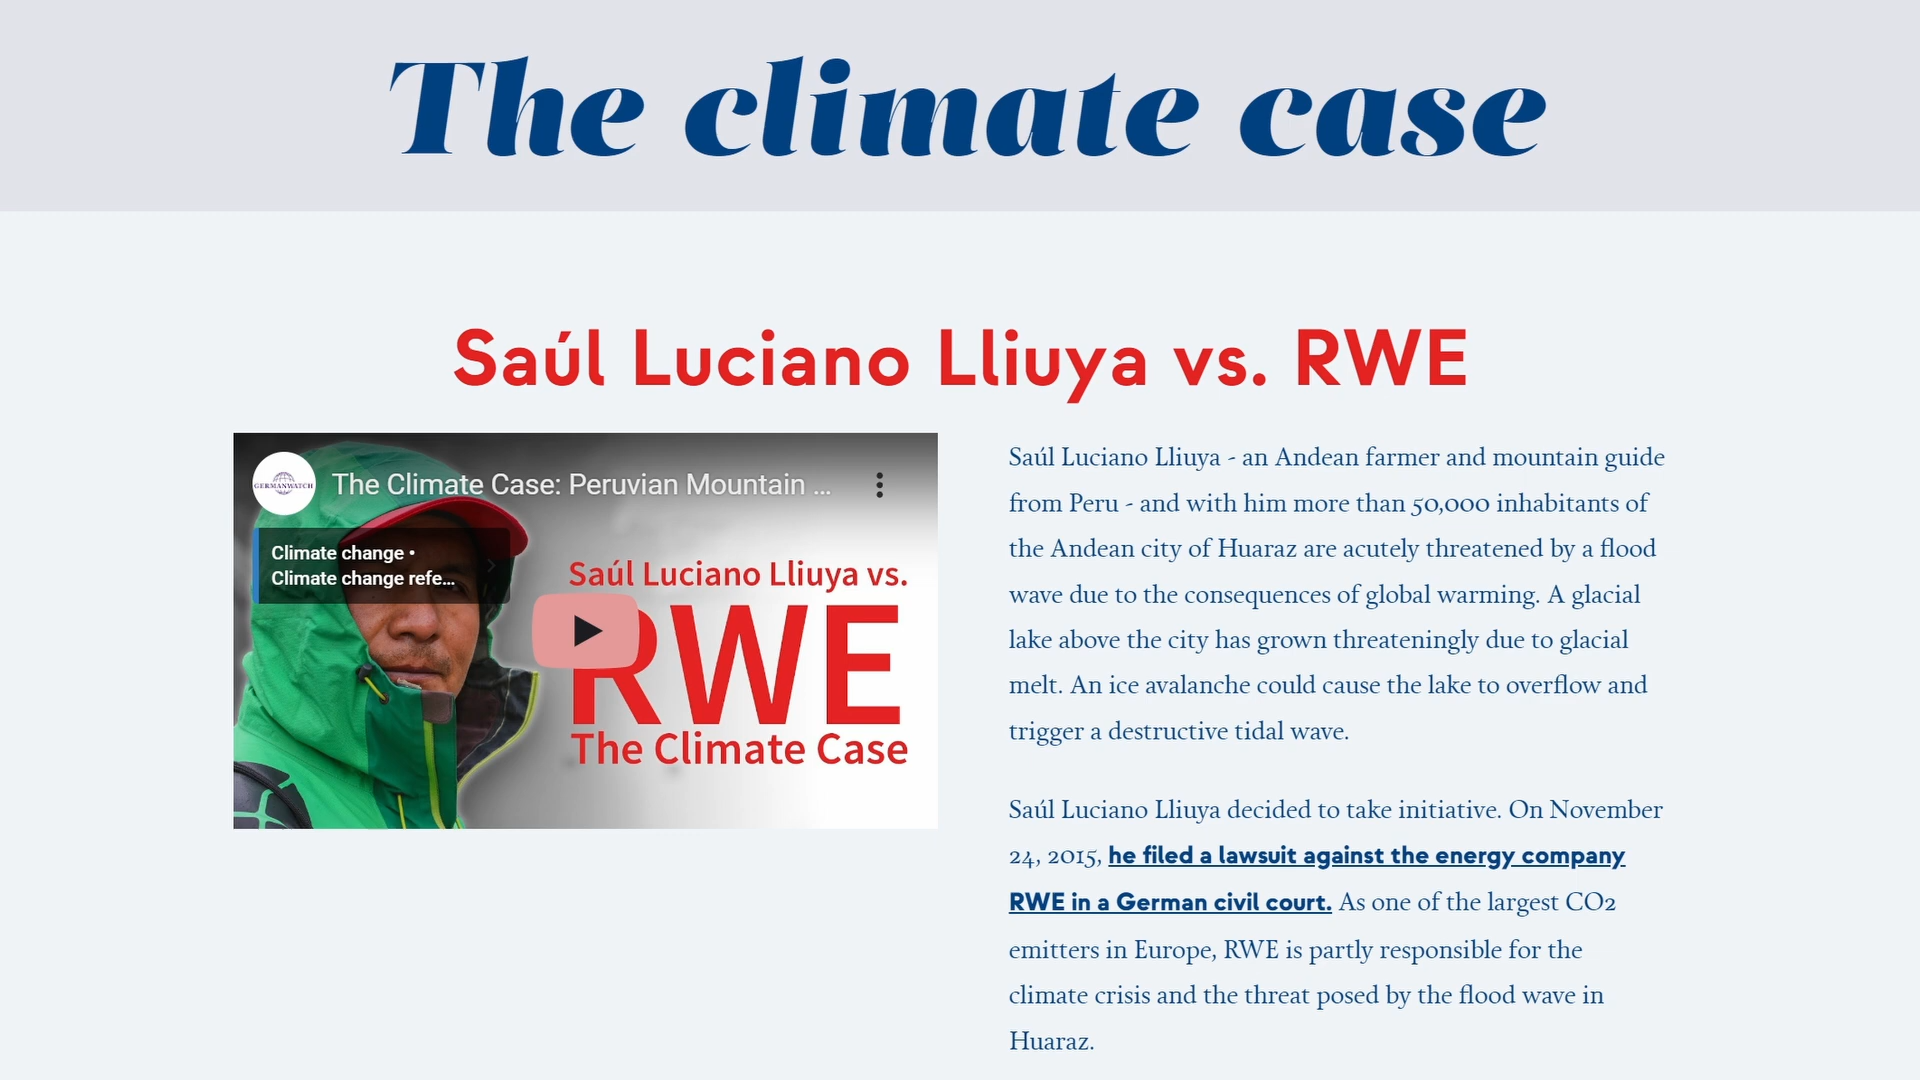 The climate case
Saúl Luciano Lliuya vs. RWE
GERMANWATCH
The Climate Case: Peruvian Mountain ...
Climate change •
Climate change refe...
Saúl Luciano Lliuya vs.
RWE
The Climate Case
Saúl Luciano Lliuya - an Andean farmer and mountain guide
from Peru - and with him more than 50,000 inhabitants of
the Andean city of Huaraz are acutely threatened by a flood
wave due to the consequences of global warming. A glacial
lake above the city has grown threateningly due to glacial
melt. An ice avalanche could cause the lake to overflow and
trigger a destructive tidal wave.
Saúl Luciano Lliuya decided to take initiative. On November
24, 2015, he filed a lawsuit against the energy company
RWE in a German civil court. As one of the largest CO2
emitters in Europe, RWE is partly responsible for the
climate crisis and the threat posed by the flood wave in
Huaraz.